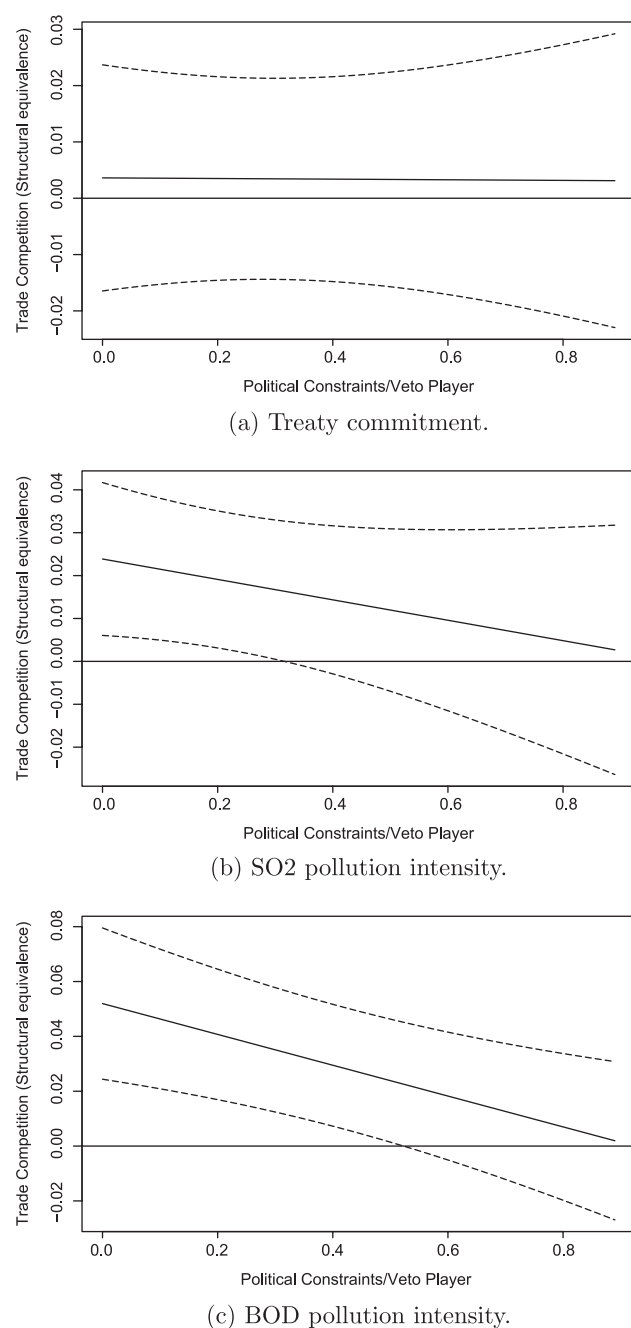 Trade Competition (Structural equivalence)
0.03
0.02
0.01
0.00
−0.01
−0.02
0.0 0.2 0.4 0.6 0.8
Political Constraints/Veto Player
(a) Treaty commitment.
Trade Competition (Structural equivalence)
0.04
0.03
0.02
0.01
0.00
−0.01
−0.02
0.0 0.2 0.4 0.6 0.8
Political Constraints/Veto Player
(b) SO2 pollution intensity.
Trade Competition (Structural equivalence)
0.08
0.06
0.04
0.02
0.00
−0.02
0.0 0.2 0.4 0.6 0.8
Political Constraints/Veto Player
(c) BOD pollution intensity.